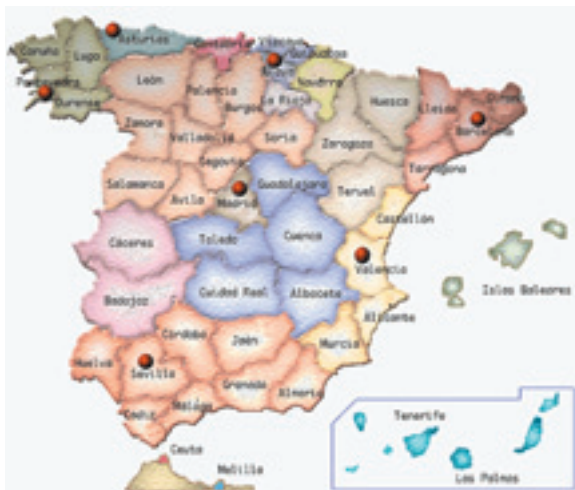 Asturias
Cantabria
Vizcaya
Guipúzcoa
A Coruña
Lugo
Álava
Navarra
León
Palencia
Burgos
La Rioja
Huesca
Lleida
Girona
Pontevedra
Ourense
Barcelona
Zamora
Valladolid
Soria
Zaragoza
Segovia
Tarragona
Salamanca
Avila
Madrid
Guadalajara
Teruel
Castellón
Cáceres
Toledo
Cuenca
Valencia
Islas Baleares
Badajoz
Cuidad Real
Albacete
Alicante
Córdoba
Jaén
Murcia
Huelva
Sevilla
Granada
Almería
Cádiz
Málaga
Tenerife
Ceuta
Melilla
Las Palmas